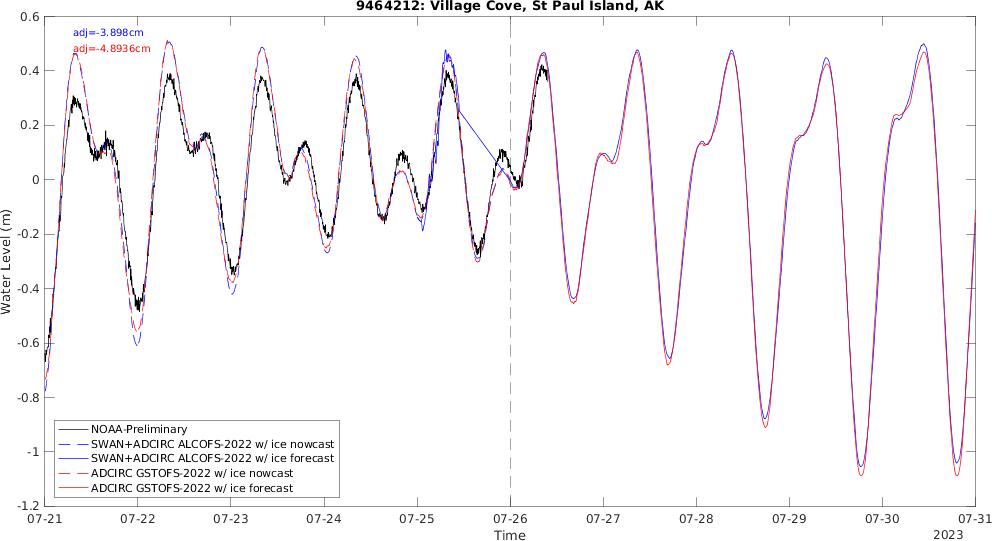 9464212: Village Cove, St Paul Island, AK
adj=-3.898cm
adj=-4.8936cm
0.6
0.4
0.2
0
-0.2
-0.4
-0.6
-0.8
-1
-1.2
Water Level (m)
NOAA-Preliminary
SWAN+ADCIRC ALCOFS-2022 w/ ice nowcast
SWAN+ADCIRC ALCOFS-2022 w/ ice forecast
ADCIRC GSTOFS-2022 w/ ice nowcast
ADCIRC GSTOFS-2022 w/ ice forecast
07-21 07-22 07-23 07-24 07-25 07-26 07-27 07-28 07-29 07-30 07-31
Time
2023